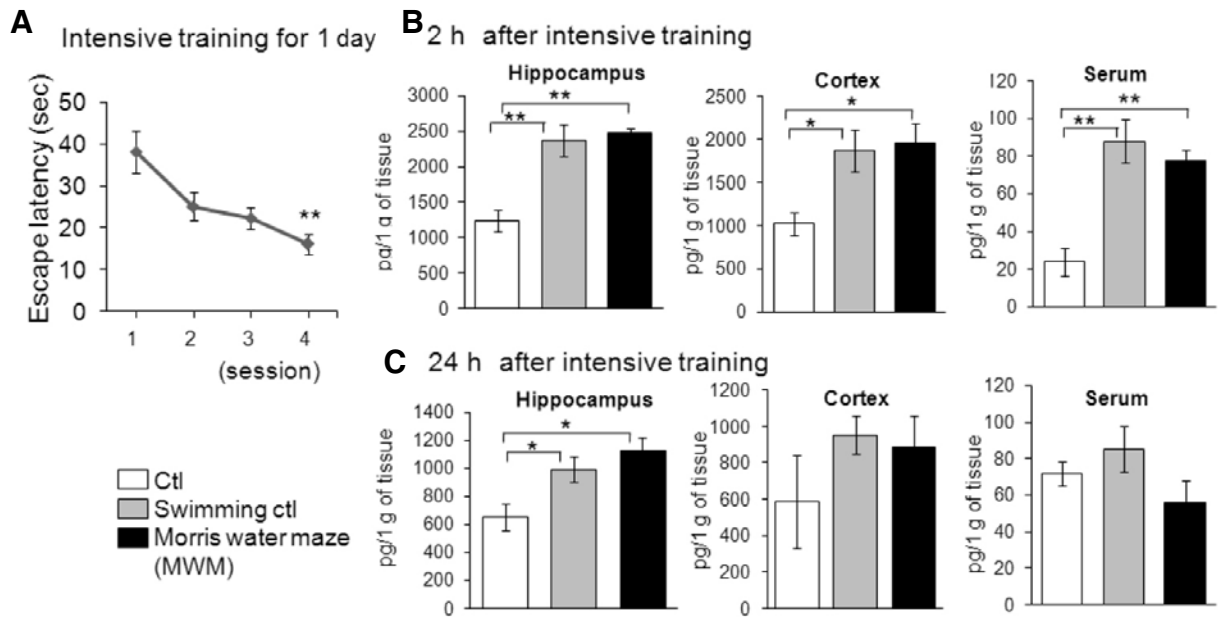 A
Intensive training for 1 day
Escape latency (sec)
50
40
30
20
10
0
**
1 2 3 4
(session)
B
2 h after intensive training
Hippocampus
pg/1 g of tissue
3000
2500
2000
1500
1000
500
0
**
**
Cortex
pg/1 g of tissue
2500
2000
1500
1000
500
0
*
*
Serum
pg/1 g of tissue
120
100
80
60
40
20
0
**
**
C
24 h after intensive training
Hippocampus
pg/1 g of tissue
1400
1200
1000
800
600
400
200
0
*
*
Cortex
pg/1 g of tissue
1200
1000
800
600
400
200
0
Serum
pg/1 g of tissue
120
100
80
60
40
20
0
Ctl
Swimming ctl
Morris water maze
(MWM)